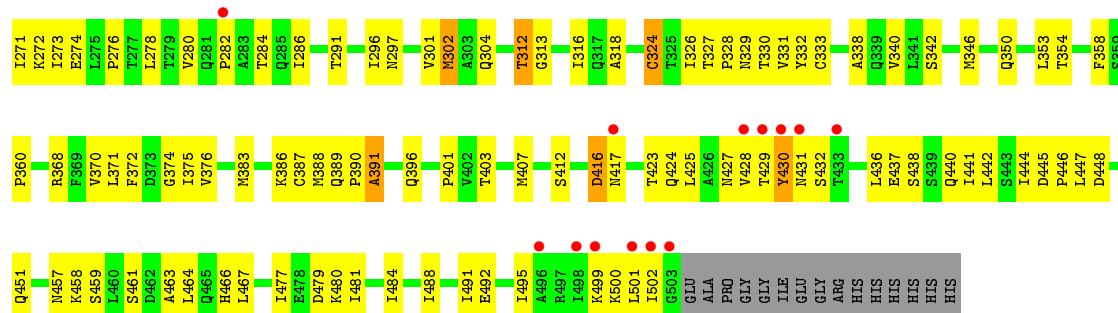 I271 K272 I273 E274 L275 P276 T277 L278 T279 V280 Q281 P282 A283 T284 Q285 I286 T291 I296 N297 V301 M302 A303 Q304 T312 G313 I316 Q317 A318 C324 T325 I326 T327 P328 N329 T330 V331 Y332 C333 A338 Q339 V340 L341 S342 M346 Q350 L353 T354 F358 S359
P360 R368 F369 V370 L371 F372 D373 G374 I375 V376 M383 K386 C387 M388 Q389 P390 A391 Q396 P401 V402 T403 M407 S412 D416 N417 T423 Q424 L425 A426 N427 V428 T429 Y430 N431 S432 T433 L436 E437 S438 S439 Q440 I441 L442 S443 I444 D445 P446 L447 D448
Q451 N457 K458 S459 L460 S461 D462 A463 L464 Q465 H466 L467 I477 E478 D479 K480 I481 I484 I488 I491 E492 I495 A496 R497 I498 K499 K500 L501 I502 G503 GLU ALA PRO GLY GLY ILE GLU GLY ARG HIS HIS HIS HIS HIS HIS